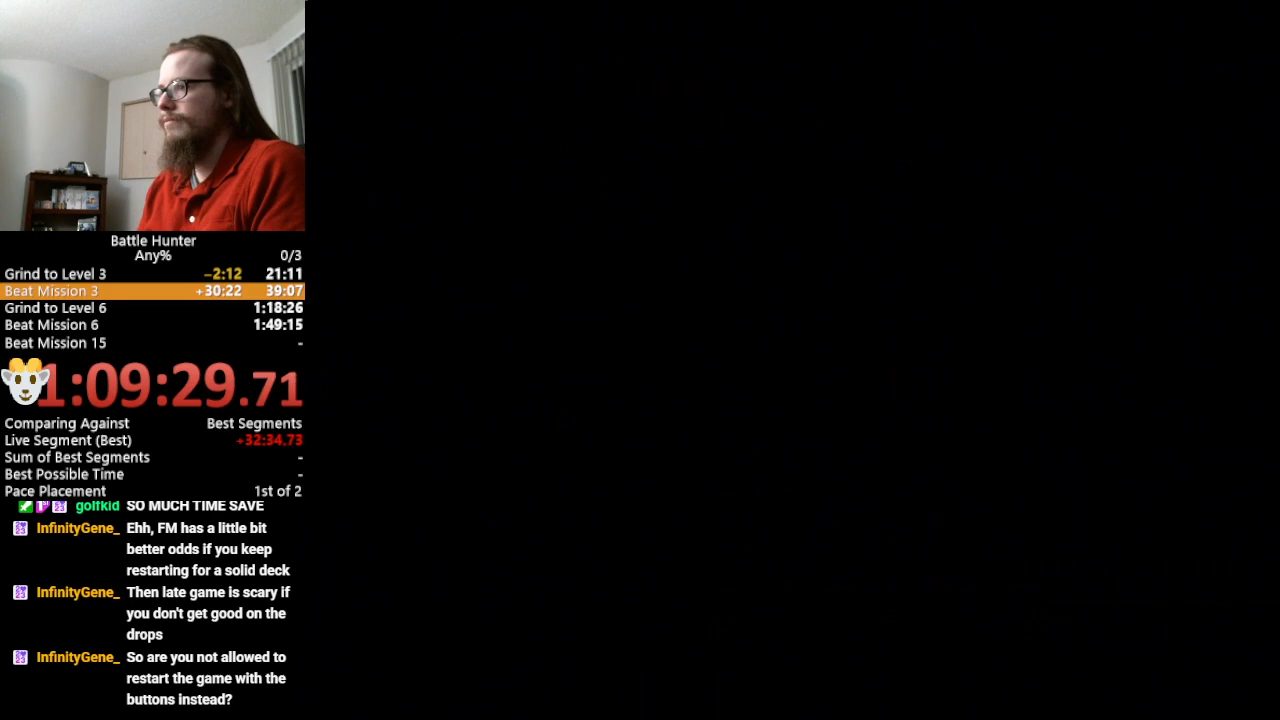 Battle Hunter
Any% 0/3
Grind to Level 3 −2:12 21:11
Beat Mission 3 +30:22 39:07
Grind to Level 6 1:18:26
Beat Mission 6 1:49:15
Beat Mission 15 -
1:09:29.71
Comparing Against Best Segments
Live Segment (Best) +32:34.73
Sum of Best Segments -
Best Possible Time -
Pace Placement 1st of 2
golfkid SO MUCH TIME SAVE
InfinityGene_ Ehh, FM has a little bit
better odds if you keep
restarting for a solid deck
InfinityGene_ Then late game is scary if
you don't get good on the
drops
InfinityGene_ So are you not allowed to
restart the game with the
buttons instead?